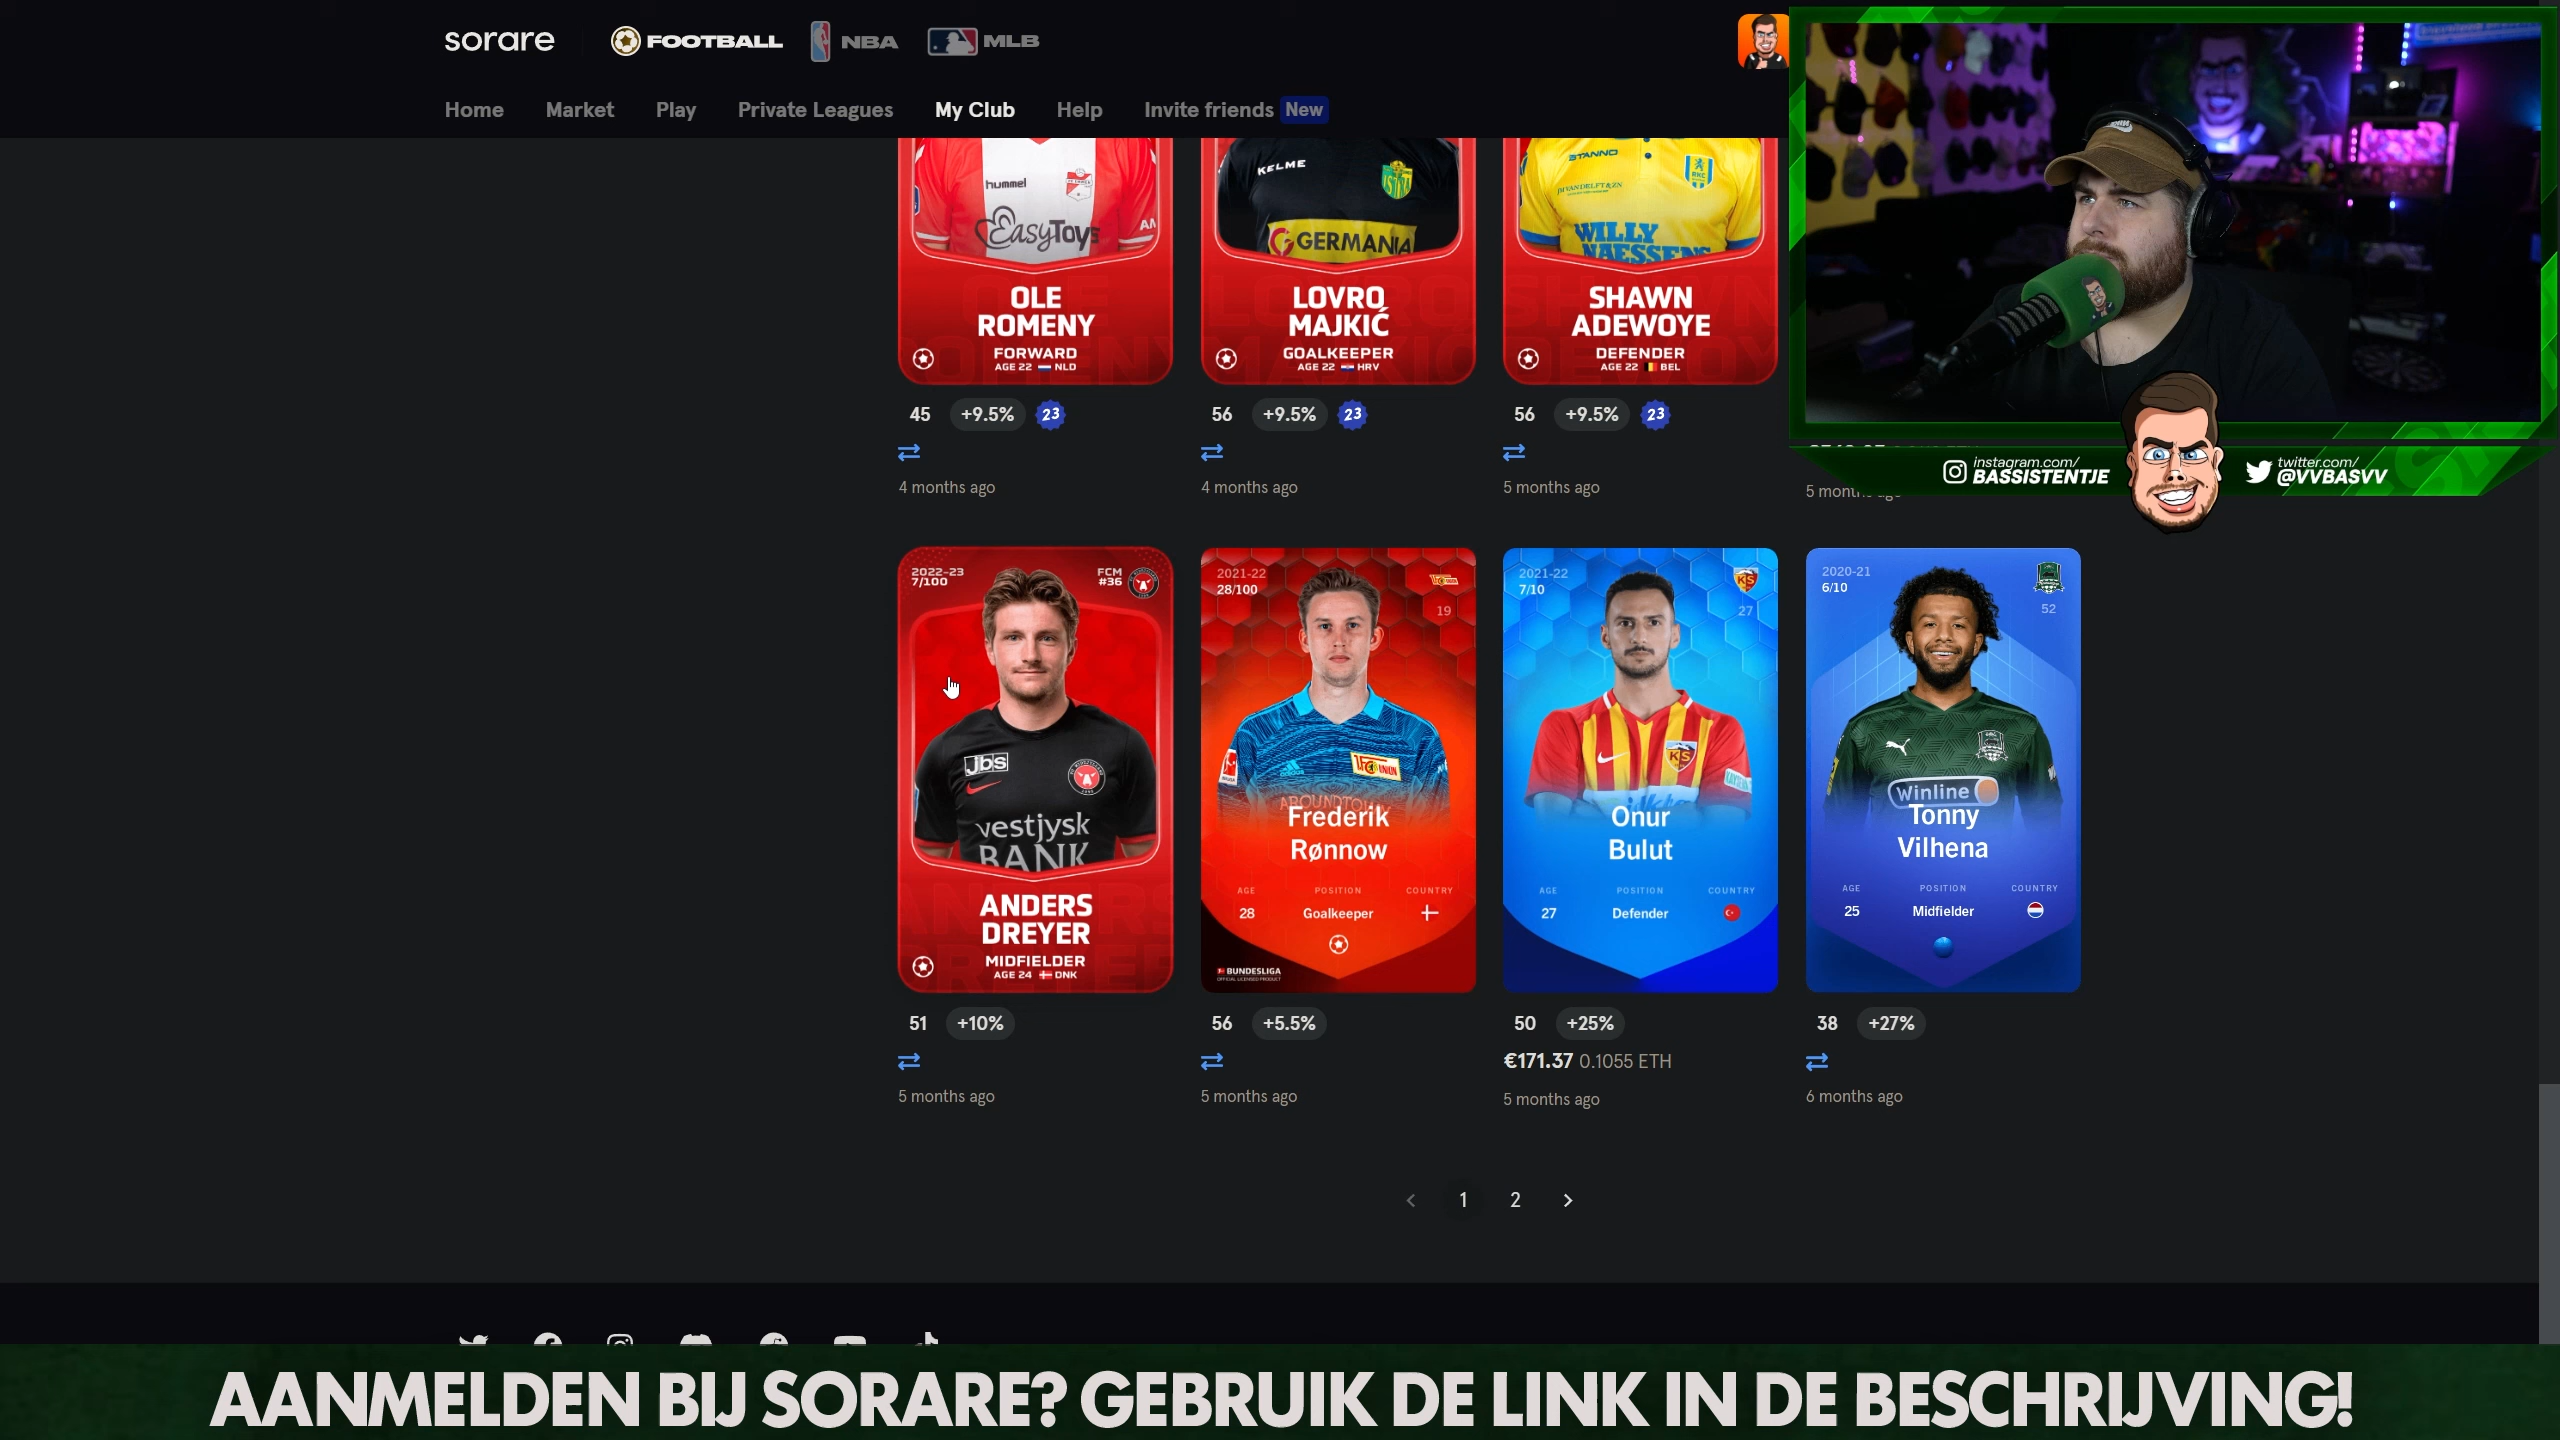 sorare FOOTBALL NBA MLB
Home Market Play Private Leagues My Club Help Invite friends New
hummel
EasyToys
KELME
GERMANIA
STANNO
WILLY
NAESSENS
OLE
ROMENY
FORWARD
AGE 22 NLD
LOVRO
MAJKIĆ
GOALKEEPER
AGE 22 HRV
SHAWN
ADEWOYE
DEFENDER
AGE 22 BEL
45 +9.5% 23
56 +9.5% 23
56 +9.5% 23
4 months ago
4 months ago
5 months ago
5 months ago
instagram.com/
BASSISTENTJE
twitter.com/
@VVBASVV
2022-23
7/100
FCM
#36
jbs
vestjysk
BANK
ANDERS
DREYER
MIDFIELDER
AGE 24 DNK
2021-22
28/100
19
Frederik
Rønnow
AGE POSITION COUNTRY
28 Goalkeeper
BUNDESLIGA
2021-22
7/10
27
Onur
Bulut
AGE POSITION COUNTRY
27 Defender
2020-21
6/10
52
Winline
Tonny
Vilhena
AGE POSITION COUNTRY
25 Midfielder
51 +10%
56 +5.5%
50 +25%
38 +27%
€171.37 0.1055 ETH
5 months ago
5 months ago
5 months ago
6 months ago
1 2
AANMELDEN BIJ SORARE? GEBRUIK DE LINK IN DE BESCHRIJVING!